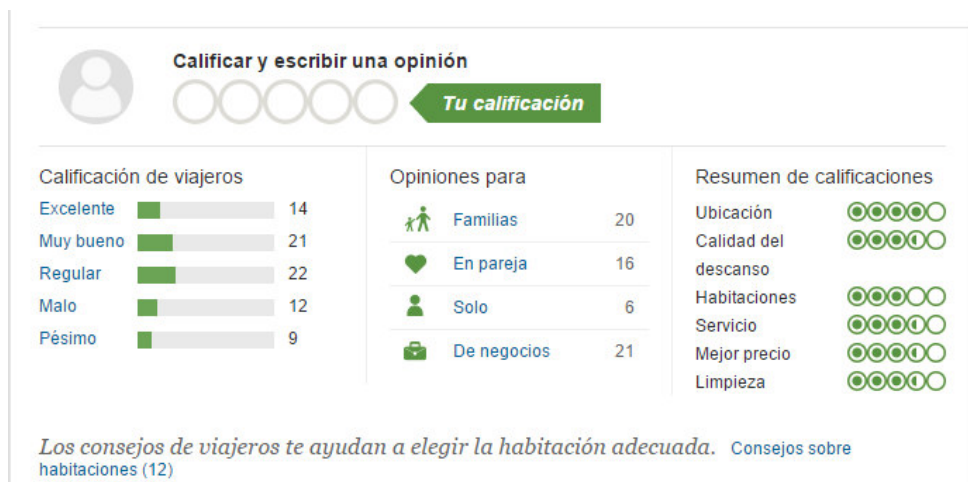 Calificar y escribir una opinión
Tu calificación
Calificación de viajeros
Excelente 14
Muy bueno 21
Regular 22
Malo 12
Pésimo 9
Opiniones para
Familias 20
En pareja 16
Solo 6
De negocios 21
Resumen de calificaciones
Ubicación
Calidad del
descanso
Habitaciones
Servicio
Mejor precio
Limpieza
Los consejos de viajeros te ayudan a elegir la habitación adecuada. Consejos sobre
habitaciones (12)